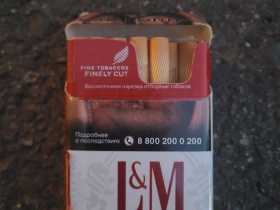 FINE TOBACCOS
FINELY CUT
Высокоточная нарезка отборных табаков
Подробнее
о последствиях
8 800 200 0 200
L&M